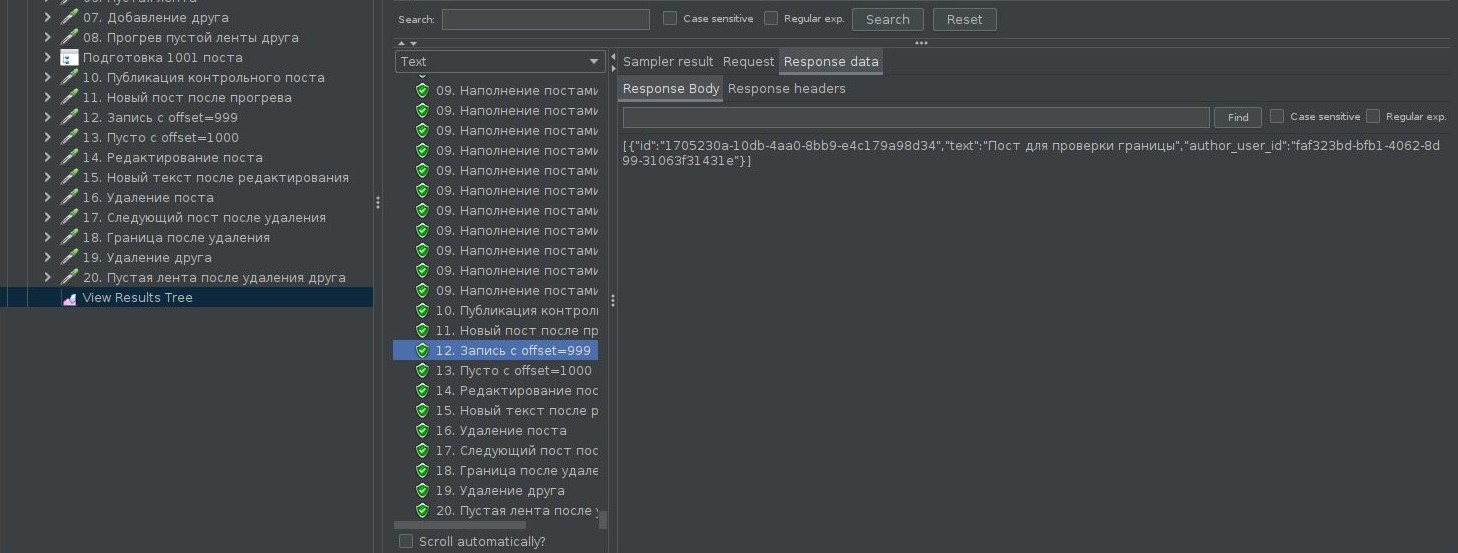 07. Добавление друга
08. Прогрев пустой ленты друга
Подготовка 1001 поста
10. Публикация контрольного поста
11. Новый пост после прогрева
12. Запись с offset=999
13. Пусто с offset=1000
14. Редактирование поста
15. Новый текст после редактирования
16. Удаление поста
17. Следующий пост после удаления
18. Граница после удаления
19. Удаление друга
20. Пустая лента после удаления друга
View Results Tree
Search:
Case sensitive
Regular exp.
Search
Reset
Text
09. Наполнение постами
09. Наполнение постами
09. Наполнение постами
09. Наполнение постами
09. Наполнение постами
09. Наполнение постами
09. Наполнение постами
09. Наполнение постами
09. Наполнение постами
09. Наполнение постами
09. Наполнение постами
10. Публикация контрол
11. Новый пост после пр
12. Запись с offset=999
13. Пусто с offset=1000
14. Редактирование пос
15. Новый текст после р
16. Удаление поста
17. Следующий пост пос
18. Граница после удале
19. Удаление друга
20. Пустая лента после у
Scroll automatically?
Sampler result Request Response data
Response Body Response headers
Find
Case sensitive
Regular exp.
[{"id":"1705230a-10db-4aa0-8bb9-e4c179a98d34","text":"Пост для проверки границы","author_user_id":"faf323bd-bfb1-4062-8d
99-31063f31431e"}]